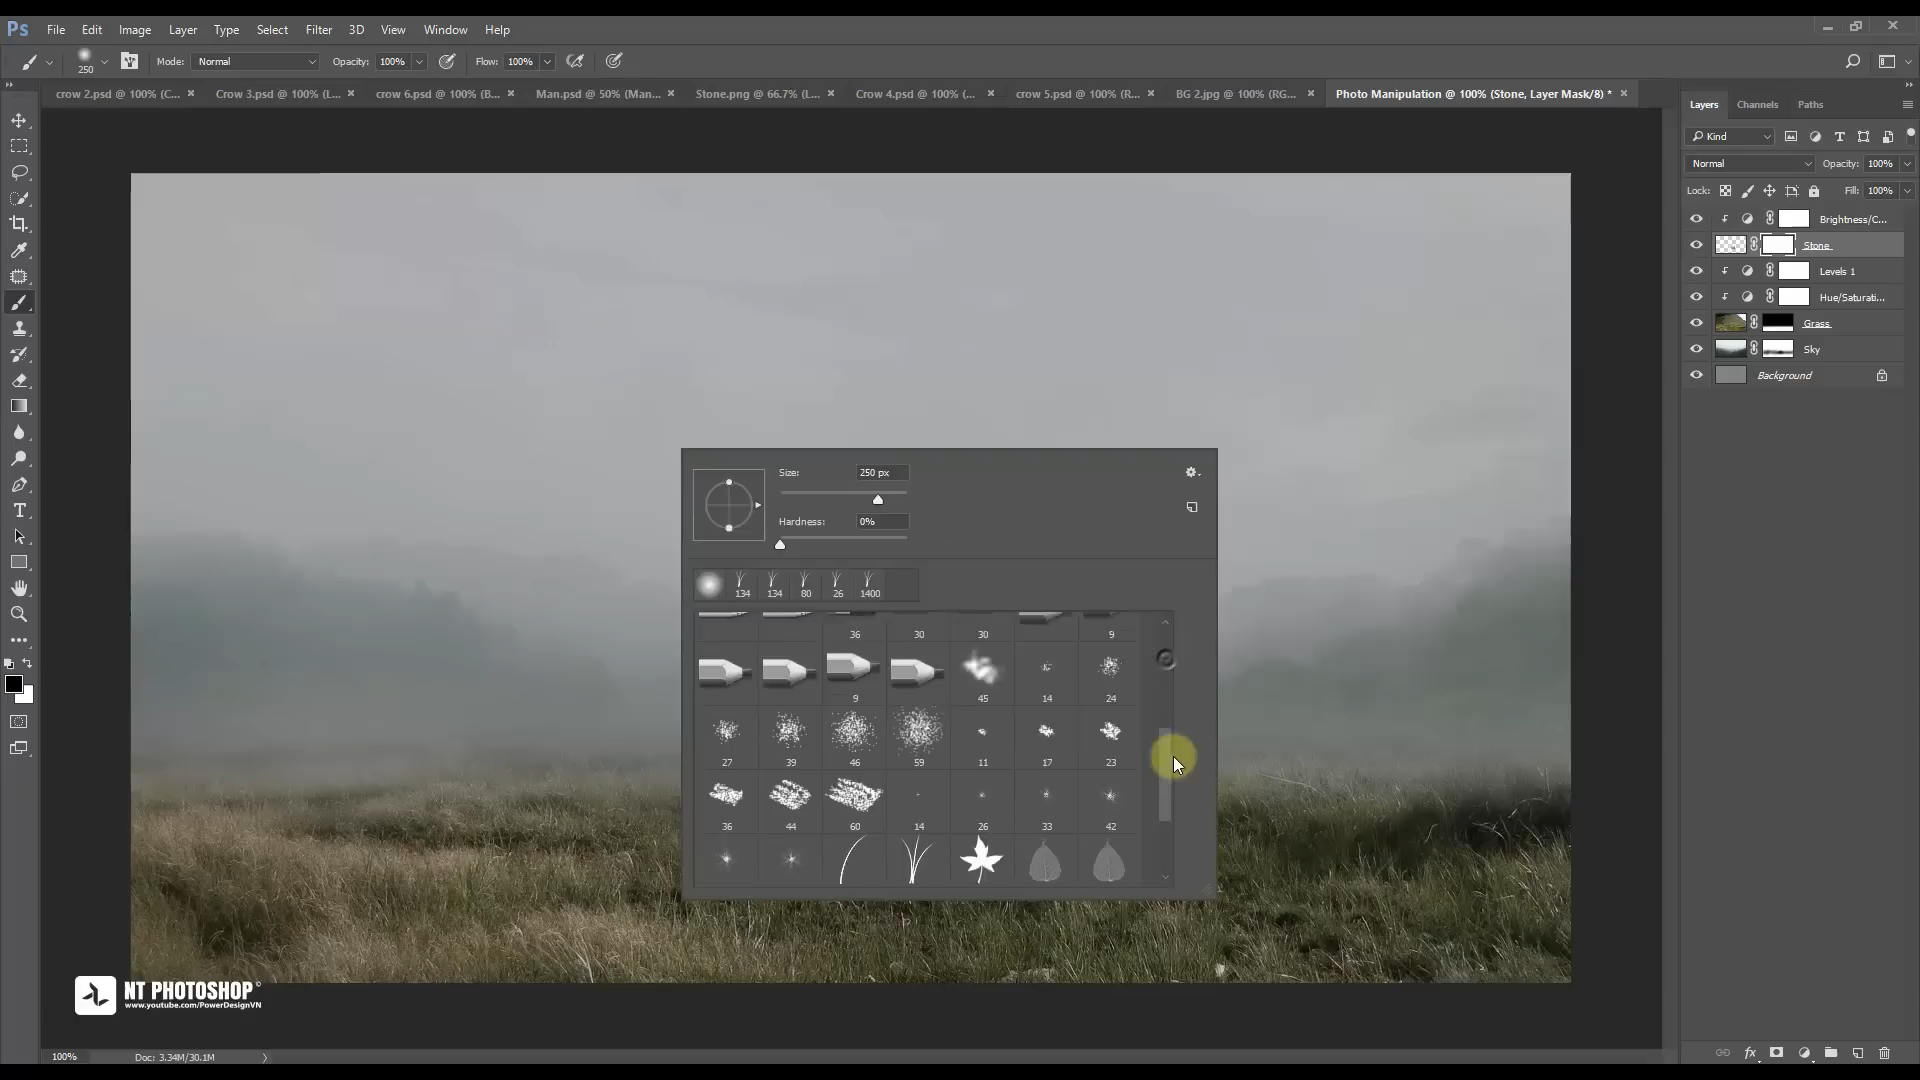 Ps File Edit Image Layer Type Select Filter 3D View Window Help
250 Mode: Normal Opacity: 100% Flow: 100%
crow 2.psd @ 100% (C... × Crow 3.psd @ 100% (L... × crow 6.psd @ 100% (B... × Man.psd @ 50% (Man... × Stone.png @ 66.7% (L... × Crow 4.psd @ 100% (... × crow 5.psd @ 100% (R... × BG 2.jpg @ 100% (RG... × Photo Manipulation @ 100% (Stone, Layer Mask/8) * ×
Layers Channels Paths
Kind
Normal Opacity: 100%
Lock: Fill: 100%
Brightness/C...
Stone
Levels 1
Hue/Saturati...
Grass
Sky
Background
Size: 250 px
Hardness: 0%
134 134 80 26 1400
36 30 30 9
9 45 14 24
27 39 46 59 11 17 23
36 44 60 14 26 33 42
NT PHOTOSHOP
www.youtube.com/PowerDesignVN
100% Doc: 3.34M/30.1M